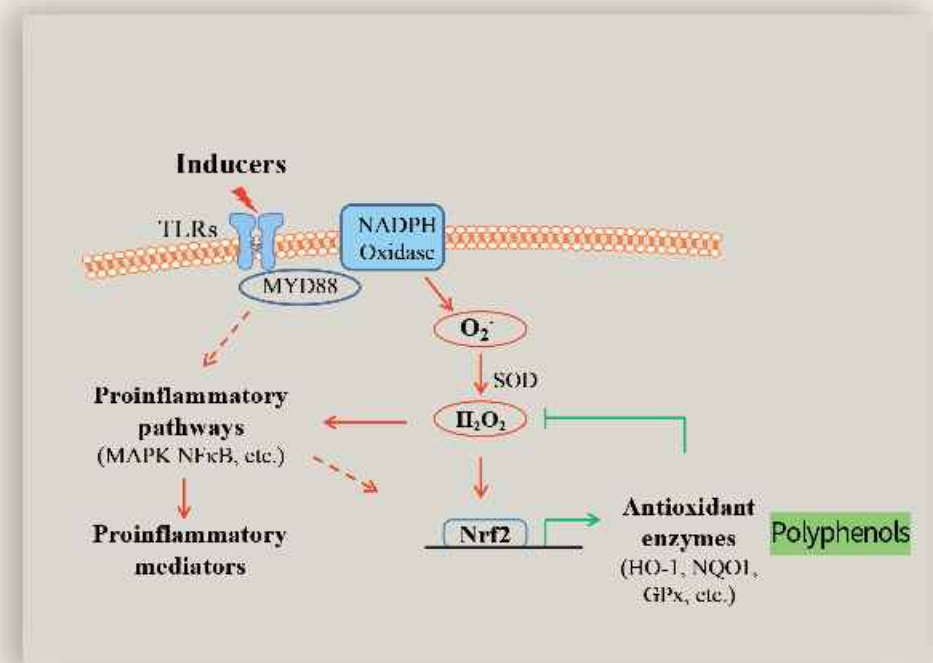 Inducers
TLRs
NADPH
Oxidase
MYD88
O₂⁻
SOD
H₂O₂
Proinflammatory
pathways
(MAPK NFκB, etc.)
Proinflammatory
mediators
Nrf2
Antioxidant
enzymes
(HO-1, NQO1,
GPx, etc.)
Polyphenols